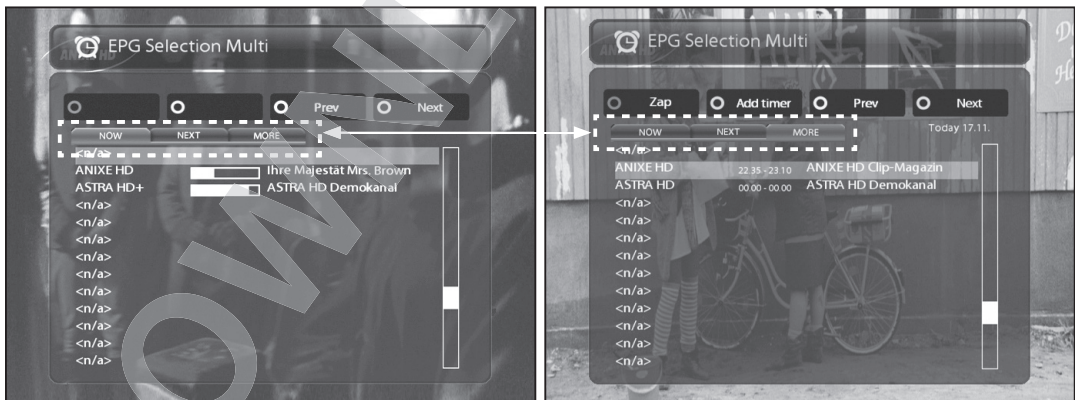 EPG Selection Multi
Prev
Next
NOW
NEXT
MORE
<n/a>
ANIXE HD
Ihre Majestät Mrs. Brown
ASTRA HD+
ASTRA HD Demokanal
<n/a>
<n/a>
<n/a>
<n/a>
<n/a>
<n/a>
<n/a>
<n/a>
<n/a>
<n/a>
EPG Selection Multi
Zap
Add timer
Prev
Next
NOW
NEXT
MORE
Today 17.11.
<n/a>
ANIXE HD
22.35 - 23.10
ANIXE HD Clip-Magazin
ASTRA HD
00.00 - 00.00
ASTRA HD Demokanal
<n/a>
<n/a>
<n/a>
<n/a>
<n/a>
<n/a>
<n/a>
<n/a>
<n/a>
<n/a>